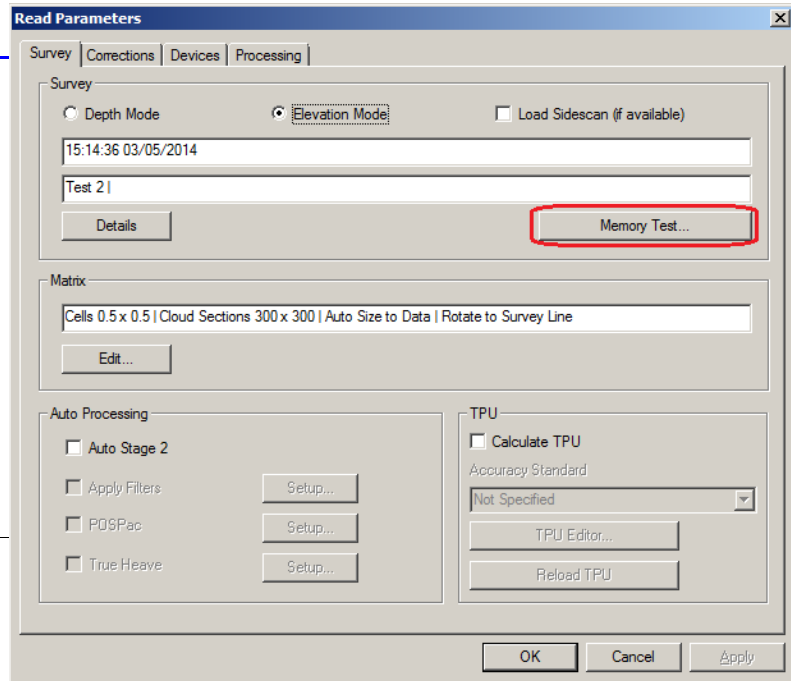 Read Parameters
Survey Corrections Devices Processing
Survey
Depth Mode Elevation Mode Load Sidescan (if available)
15:14:36 03/05/2014
Test 2 |
Details Memory Test...
Matrix
Cells 0.5 x 0.5 | Cloud Sections 300 x 300 | Auto Size to Data | Rotate to Survey Line
Edit...
Auto Processing TPU
Auto Stage 2 Calculate TPU
Accuracy Standard
Apply Filters Setup... Not Specified
POSPac Setup... TPU Editor...
True Heave Setup... Reload TPU
OK Cancel Apply